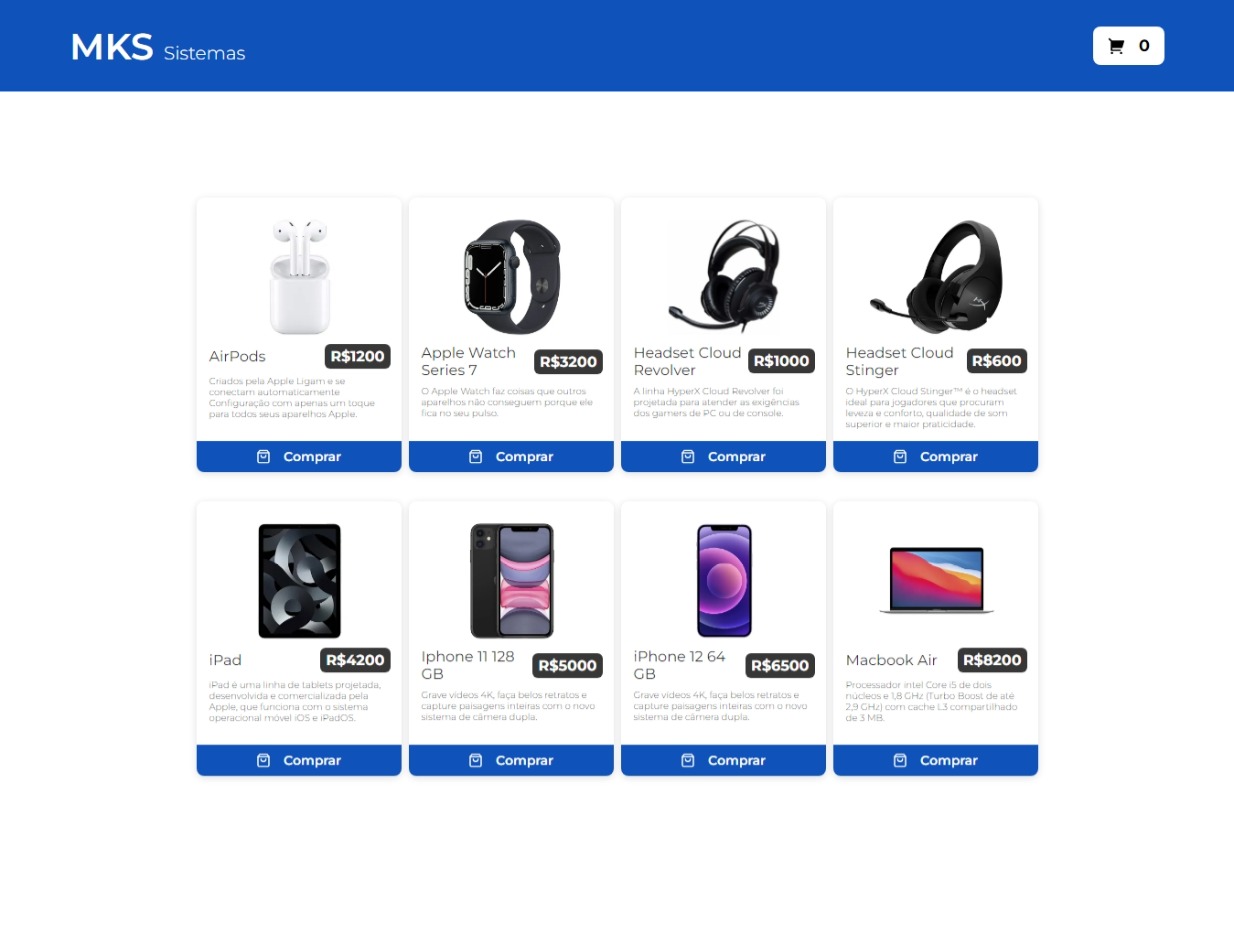 MKS Sistemas
0
AirPods
R$1200
Criados pela Apple Ligam e se
conectam automaticamente
Configuração com apenas um toque
para todos seus aparelhos Apple.
Comprar
Apple Watch
Series 7
R$3200
O Apple Watch faz coisas que outros
aparelhos não conseguem porque ele
fica no seu pulso.
Comprar
Headset Cloud
Revolver
R$1000
A linha HyperX Cloud Revolver foi
projetada para atender as exigências
dos gamers de PC ou de console.
Comprar
Headset Cloud
Stinger
R$600
O HyperX Cloud Stinger™ é o headset
ideal para jogadores que procuram
leveza e conforto, qualidade de som
superior e maior praticidade.
Comprar
iPad
R$4200
iPad é uma linha de tablets projetada,
desenvolvida e comercializada pela
Apple, que funciona com o sistema
operacional móvel iOS e iPadOS.
Comprar
Iphone 11 128
GB
R$5000
Grave vídeos 4K, faça belos retratos e
capture paisagens inteiras com o novo
sistema de câmera dupla.
Comprar
iPhone 12 64
GB
R$6500
Grave vídeos 4K, faça belos retratos e
capture paisagens inteiras com o novo
sistema de câmera dupla.
Comprar
Macbook Air
R$8200
Processador intel Core i5 de dois
núcleos e 1,8 GHz (Turbo Boost de até
2,9 GHz) com cache L3 compartilhado
de 3 MB.
Comprar